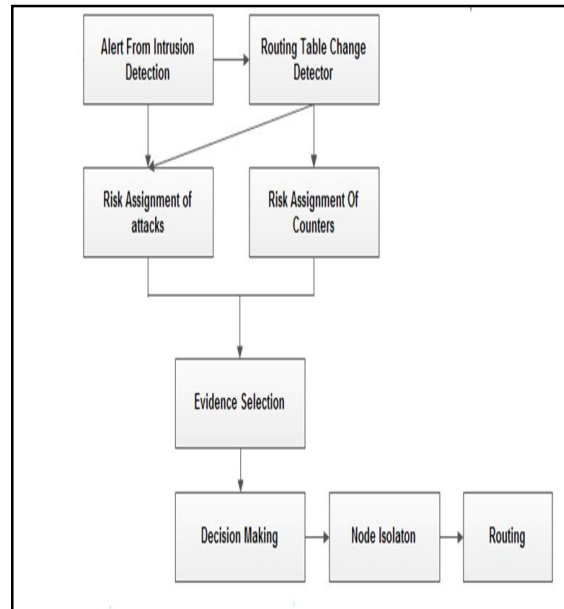 Alert From Intrusion
Detection
Routing Table Change
Detector
Risk Assignment of
attacks
Risk Assignment Of
Counters
Evidence Selection
Decision Making
Node Isolaton
Routing